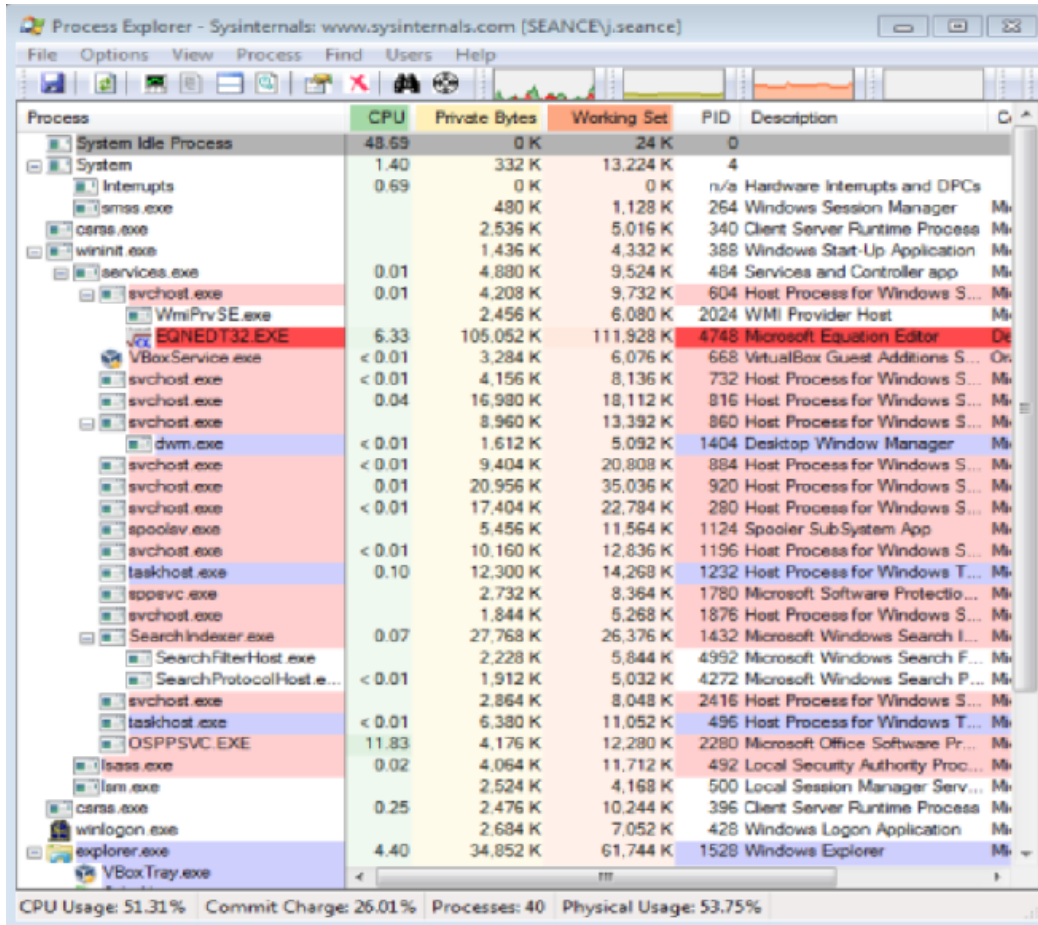 Process Explorer - Sysinternals: www.sysinternals.com [SEANCE\j.seance]
File Options View Process Find Users Help
Process CPU Private Bytes Working Set PID Description
System Idle Process 48.69 0 K 24 K 0
System 1.40 332 K 13,224 K 4
Interrupts 0.69 0 K 0 K n/a Hardware Interrupts and DPCs
smss.exe 480 K 1,128 K 264 Windows Session Manager
csrss.exe 2,536 K 5,016 K 340 Client Server Runtime Process
wininit.exe 1,436 K 4,332 K 388 Windows Start-Up Application
services.exe 0.01 4,880 K 9,524 K 484 Services and Controller app
svchost.exe 0.01 4,208 K 9,732 K 604 Host Process for Windows S...
WmiPrvSE.exe 2,456 K 6,080 K 2024 WMI Provider Host
EQNEDT32.EXE 6.33 105,052 K 111,928 K 4748 Microsoft Equation Editor
VBoxService.exe < 0.01 3,284 K 6,076 K 668 VirtualBox Guest Additions S...
svchost.exe < 0.01 4,156 K 8,136 K 732 Host Process for Windows S...
svchost.exe 0.04 16,980 K 18,112 K 816 Host Process for Windows S...
svchost.exe 8,960 K 13,392 K 860 Host Process for Windows S...
dwm.exe < 0.01 1,612 K 5,092 K 1404 Desktop Window Manager
svchost.exe < 0.01 9,404 K 20,808 K 884 Host Process for Windows S...
svchost.exe 0.01 20,956 K 35,036 K 920 Host Process for Windows S...
svchost.exe < 0.01 17,404 K 22,784 K 280 Host Process for Windows S...
spoolsv.exe 5,456 K 11,564 K 1124 Spooler SubSystem App
svchost.exe < 0.01 10,160 K 12,836 K 1196 Host Process for Windows S...
taskhost.exe 0.10 12,300 K 14,268 K 1232 Host Process for Windows T...
sppsvc.exe 2,732 K 8,364 K 1780 Microsoft Software Protectio...
svchost.exe 1,844 K 5,268 K 1876 Host Process for Windows S...
SearchIndexer.exe 0.07 27,768 K 26,376 K 1432 Microsoft Windows Search I...
SearchFilterHost.exe 2,228 K 5,844 K 4992 Microsoft Windows Search F...
SearchProtocolHost.e... < 0.01 1,912 K 5,032 K 4272 Microsoft Windows Search P...
svchost.exe 2,864 K 8,048 K 2416 Host Process for Windows S...
taskhost.exe < 0.01 6,380 K 11,052 K 496 Host Process for Windows T...
OSPPSVC.EXE 11.83 4,176 K 12,280 K 2280 Microsoft Office Software Pr...
lsass.exe 0.02 4,064 K 11,712 K 492 Local Security Authority Proc...
lsm.exe 2,524 K 4,168 K 500 Local Session Manager Serv...
csrss.exe 0.25 2,476 K 10,244 K 396 Client Server Runtime Process
winlogon.exe 2,684 K 7,052 K 428 Windows Logon Application
explorer.exe 4.40 34,852 K 61,744 K 1528 Windows Explorer
VBoxTray.exe
CPU Usage: 51.31% Commit Charge: 26.01% Processes: 40 Physical Usage: 53.75%